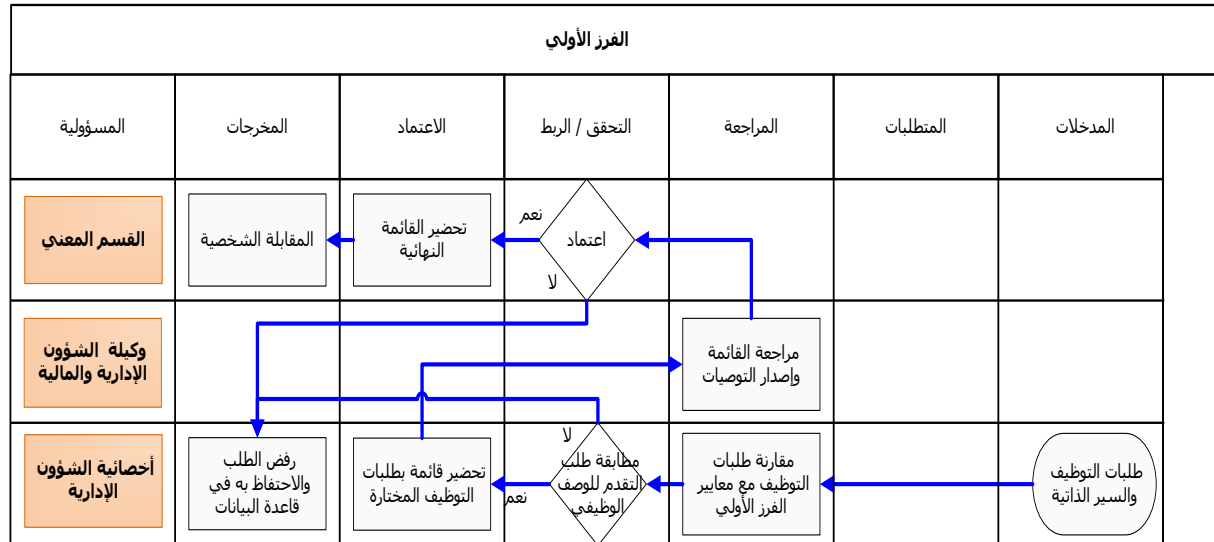 الفرز الأولي
المدخلات
المتطلبات
المراجعة
التحقق / الربط
الاعتماد
المخرجات
المسؤولية
اعتماد
نعم
لا
تحضير القائمة
النهائية
المقابلة الشخصية
القسم المعني
مراجعة القائمة
وإصدار التوصيات
وكيلة الشؤون
الإدارية والمالية
طلبات التوظيف
والسير الذاتية
مقارنة طلبات
التوظيف مع معايير
الفرز الأولي
لا
مطابقة طلب
التقدم للوصف
الوظيفي
نعم
تحضير قائمة بطلبات
التوظيف المختارة
رفض الطلب
والاحتفاظ به في
قاعدة البيانات
أخصائية الشؤون
الإدارية